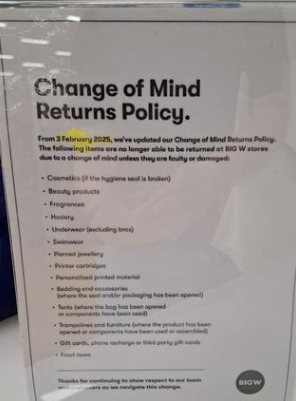 Change of Mind
Returns Policy.
From 3 February 2025, we've updated our Change of Mind Returns Policy.
The following items are no longer able to be returned at BIG W stores
due to a change of mind unless they are faulty or damaged:
• Cosmetics (if the hygiene seal is broken)
• Beauty products
• Fragrances
• Hosiery
• Underwear (excluding bras)
• Swimwear
• Pierced jewellery
• Printer cartridges
• Personalised printed material
• Bedding and accessories
(where the seal and/or packaging has been opened)
• Tents (where the bag has been opened
or components have been used)
• Trampolines and furniture (where the product has been
opened or components have been used or assembled)
• Gift cards, phone recharge or third party gift cards
• Food items
Thanks for continuing to show respect to our team
and customers as we navigate this change.
BIG W